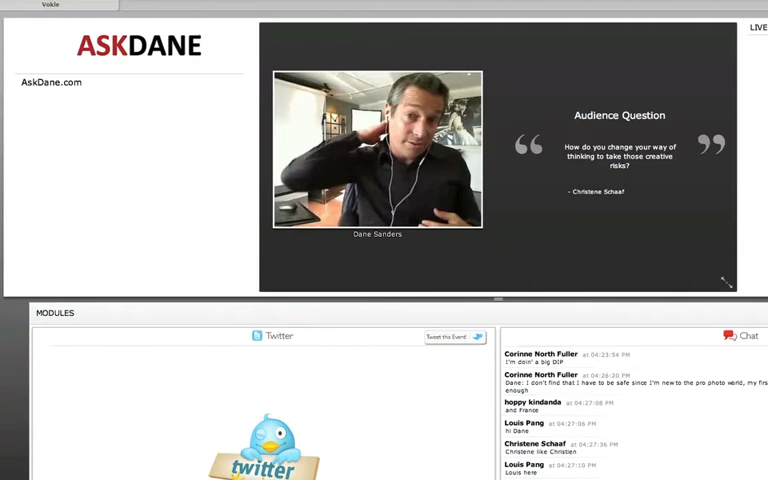 Vokle
ASKDANE
AskDane.com
LIVE
Audience Question
“ How do you change your way of
thinking to take those creative
risks? ”
- Christene Schaaf
Dane Sanders
MODULES
Twitter
Tweet this Event!
twitter
Chat
Corinne North Fuller at 04:23:54 PM
I'm doin' a big DIP
Corinne North Fuller at 04:26:20 PM
Dane: I don't find that I have to be safe since I'm new to the pro photo world, my firs
enough
hoppy kindanda at 04:27:08 PM
and France
Louis Pang at 04:27:06 PM
hi Dane
Christene Schaaf at 04:27:36 PM
Christene like Christien
Louis Pang at 04:27:10 PM
Louis here